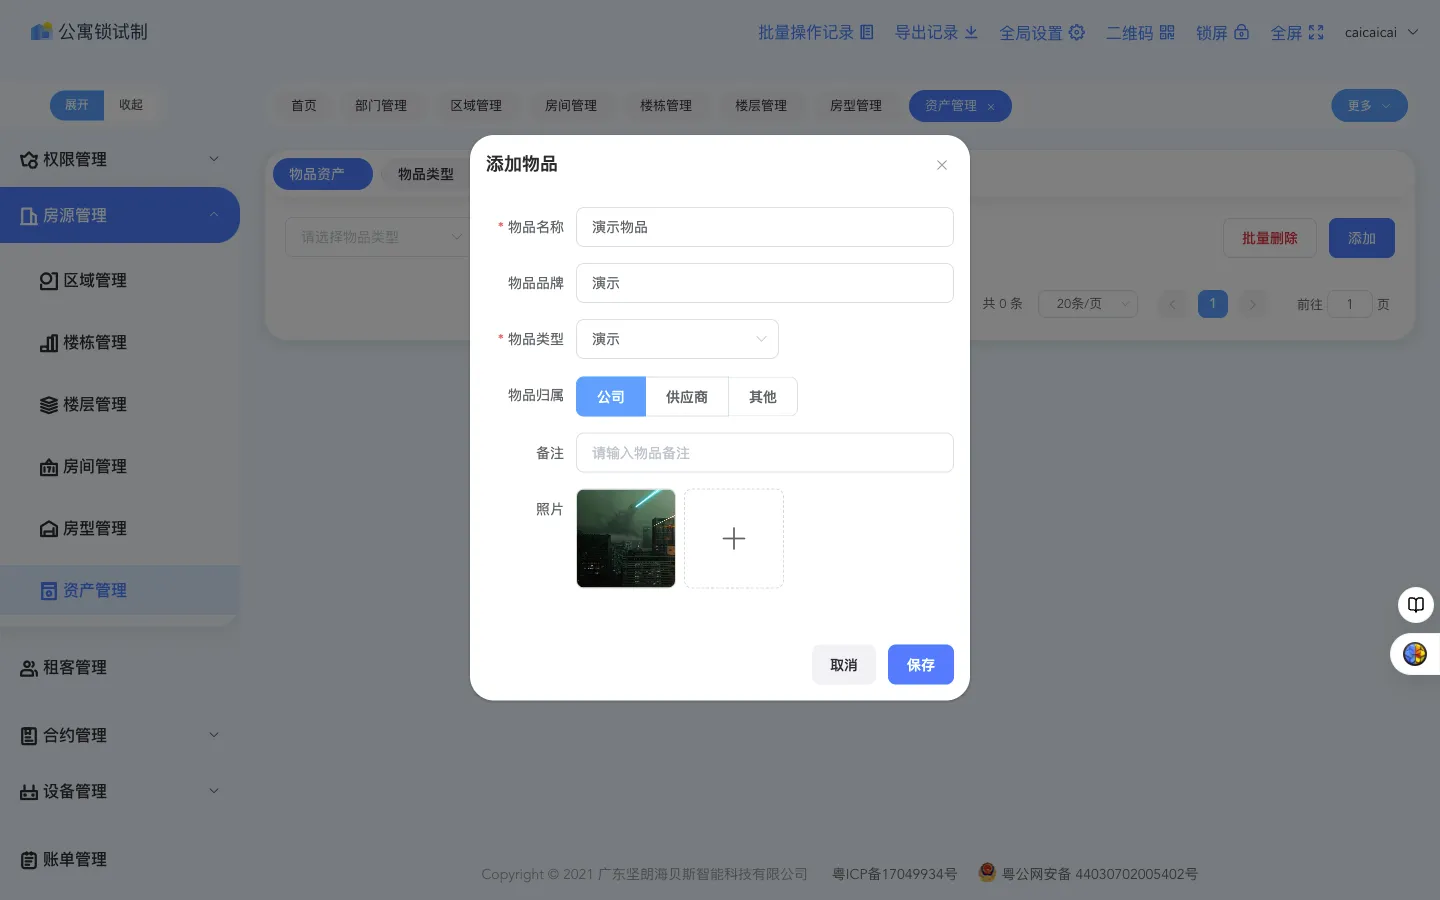 公寓锁试制
批量操作记录
导出记录
全局设置
二维码
锁屏
全屏
caicaicai
展开
收起
首页
部门管理
区域管理
房间管理
楼栋管理
楼层管理
房型管理
资产管理
更多
权限管理
房源管理
区域管理
楼栋管理
楼层管理
房间管理
房型管理
资产管理
租客管理
合约管理
设备管理
账单管理
物品资产
物品类型
请选择物品类型
批量删除
添加
共 0 条
20条/页
1
前往 1 页
添加物品
* 物品名称 演示物品
物品品牌 演示
* 物品类型 演示
物品归属 公司 供应商 其他
备注 请输入物品备注
照片
取消
保存
Copyright © 2021 广东坚朗海贝斯智能科技有限公司 粤ICP备17049934号 粤公网安备 44030702005402号